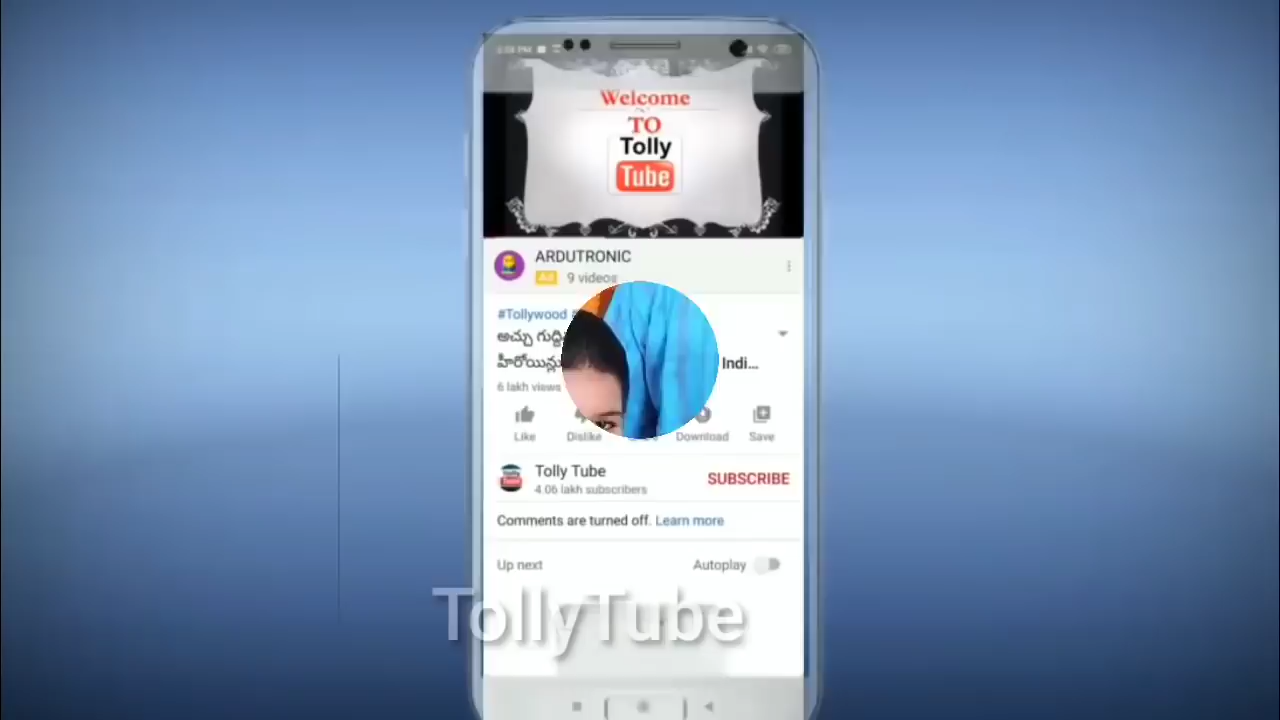 Welcome
TO
Tolly
Tube
ARDUTRONIC
Ad 9 videos
#Tollywood
అచ్చు
హీరోయిన్లు Indi...
6 lakh views
Like Dislike Download Save
Tolly Tube SUBSCRIBE
4.06 lakh subscribers
Comments are turned off. Learn more
Up next Autoplay
TollyTube